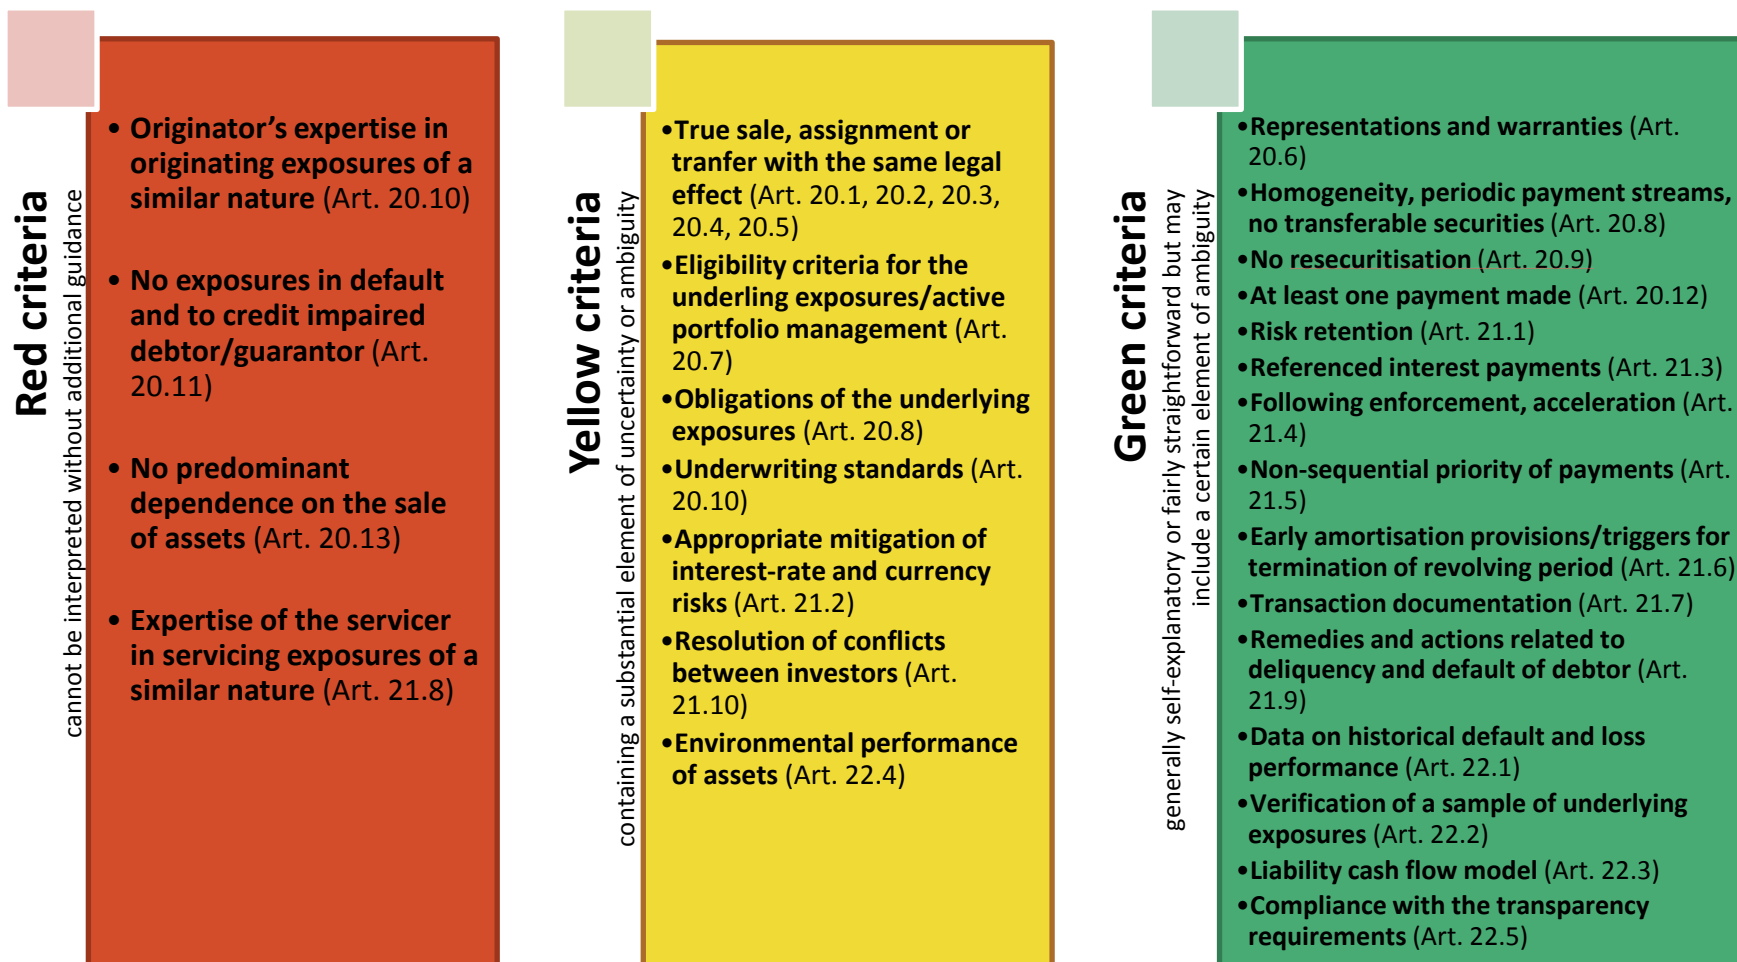 Red criteria
cannot be interpreted without additional guidance
• Originator’s expertise in
originating exposures of a
similar nature (Art. 20.10)
• No exposures in default
and to credit impaired
debtor/guarantor (Art.
20.11)
• No predominant
dependence on the sale
of assets (Art. 20.13)
• Expertise of the servicer
in servicing exposures of a
similar nature (Art. 21.8)
Yellow criteria
containing a substantial element of uncertainty or ambiguity
•True sale, assignment or
tranfer with the same legal
effect (Art. 20.1, 20.2, 20.3,
20.4, 20.5)
•Eligibility criteria for the
underling exposures/active
portfolio management (Art.
20.7)
•Obligations of the underlying
exposures (Art. 20.8)
•Underwriting standards (Art.
20.10)
•Appropriate mitigation of
interest-rate and currency
risks (Art. 21.2)
•Resolution of conflicts
between investors (Art.
21.10)
•Environmental performance
of assets (Art. 22.4)
Green criteria
generally self-explanatory or fairly straightforward but may
include a certain element of ambiguity
•Representations and warranties (Art.
20.6)
•Homogeneity, periodic payment streams,
no transferable securities (Art. 20.8)
•No resecuritisation (Art. 20.9)
•At least one payment made (Art. 20.12)
•Risk retention (Art. 21.1)
•Referenced interest payments (Art. 21.3)
•Following enforcement, acceleration (Art.
21.4)
•Non-sequential priority of payments (Art.
21.5)
•Early amortisation provisions/triggers for
termination of revolving period (Art. 21.6)
•Transaction documentation (Art. 21.7)
•Remedies and actions related to
deliquency and default of debtor (Art.
21.9)
•Data on historical default and loss
performance (Art. 22.1)
•Verification of a sample of underlying
exposures (Art. 22.2)
•Liability cash flow model (Art. 22.3)
•Compliance with the transparency
requirements (Art. 22.5)